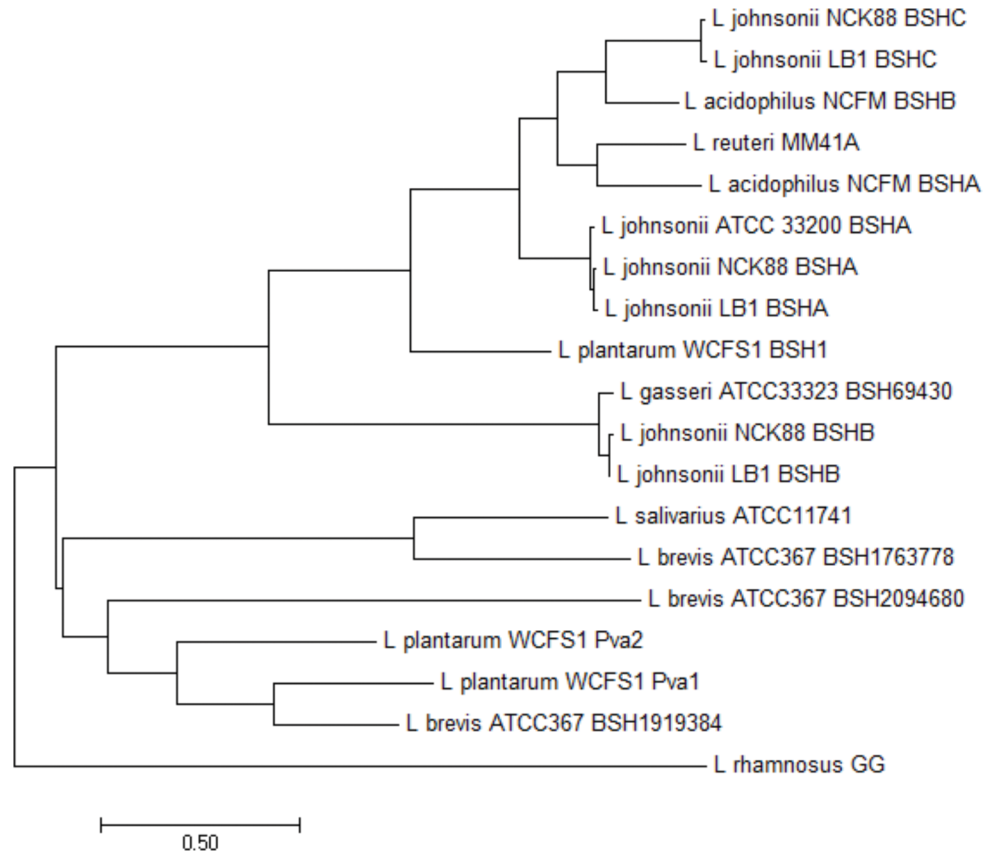 L johnsonii NCK88 BSHC
L johnsonii LB1 BSHC
L acidophilus NCFM BSHB
L reuteri MM41A
L acidophilus NCFM BSHA
L johnsonii ATCC 33200 BSHA
L johnsonii NCK88 BSHA
L johnsonii LB1 BSHA
L plantarum WCFS1 BSH1
L gasseri ATCC33323 BSH69430
L johnsonii NCK88 BSHB
L johnsonii LB1 BSHB
L salivarius ATCC11741
L brevis ATCC367 BSH1763778
L brevis ATCC367 BSH2094680
L plantarum WCFS1 Pva2
L plantarum WCFS1 Pva1
L brevis ATCC367 BSH1919384
L rhamnosus GG
0.50